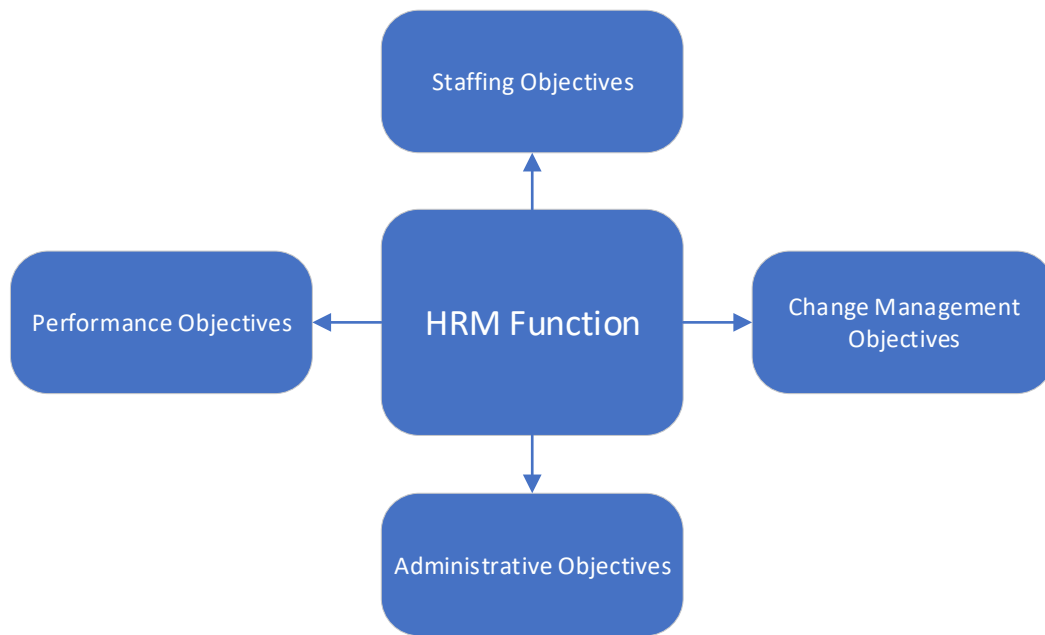 Staffing Objectives
Performance Objectives
HRM Function
Change Management
Objectives
Administrative Objectives